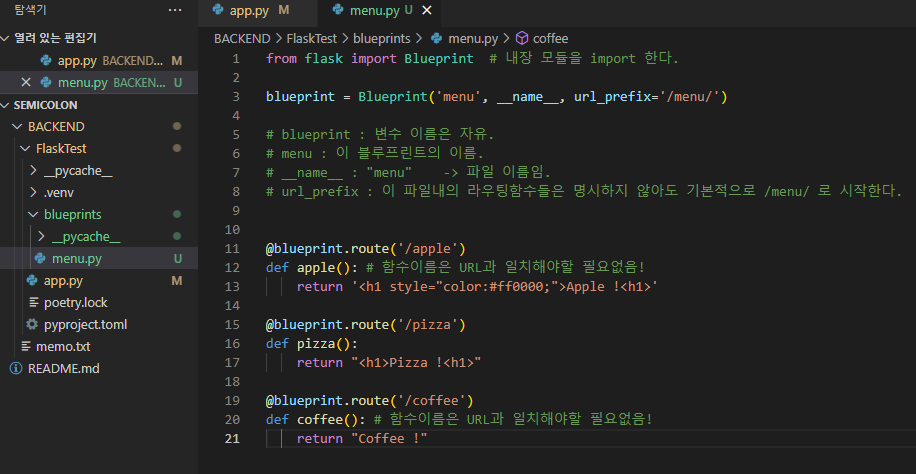 탐색기
열려 있는 편집기
app.py BACKEND... M
menu.py BACKEN... U
SEMICOLON
BACKEND
FlaskTest
__pycache__
.venv
blueprints
__pycache__
menu.py U
app.py M
poetry.lock
pyproject.toml
memo.txt
README.md
app.py M menu.py U
BACKEND > FlaskTest > blueprints > menu.py > coffee
1 from flask import Blueprint # 내장 모듈을 import 한다.
2
3 blueprint = Blueprint('menu', __name__, url_prefix='/menu/')
4
5 # blueprint : 변수 이름은 자유.
6 # menu : 이 블루프린트의 이름.
7 # __name__ : "menu" -> 파일 이름임.
8 # url_prefix : 이 파일내의 라우팅함수들은 명시하지 않아도 기본적으로 /menu/ 로 시작한다.
9
10
11 @blueprint.route('/apple')
12 def apple(): # 함수이름은 URL과 일치해야할 필요없음!
13 return '<h1 style="color:#ff0000;">Apple !<h1>'
14
15 @blueprint.route('/pizza')
16 def pizza():
17 return "<h1>Pizza !<h1>"
18
19 @blueprint.route('/coffee')
20 def coffee(): # 함수이름은 URL과 일치해야할 필요없음!
21 return "Coffee !"